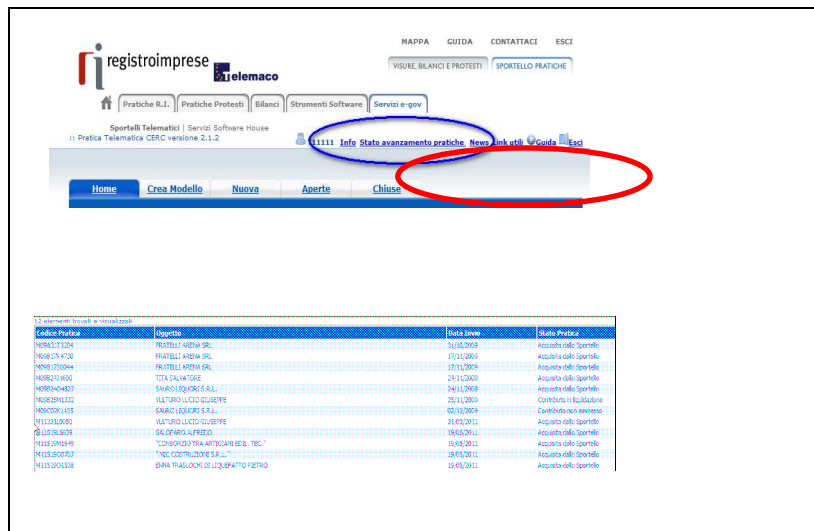 MAPPA GUIDA CONTATTACI ESCI
registroimprese Telemaco
VISURE, BILANCI E PROTESTI SPORTELLO PRATICHE
Pratiche R.I. Pratiche Protesti Bilanci Strumenti Software Servizi e-gov
Sportelli Telematici | Servizi Software House
:: Pratica Telematica CERC versione 2.1.2
11111 Info Stato avanzamento pratiche News Link utili Guida Esci
Home Crea Modello Nuova Aperte Chiuse
12 elementi trovati e visualizzati
Codice Pratica Oggetto Data Invio Stato Pratica
FRATELLI ARENA SRL 31/10/2009 Acquisita dallo Sportello
FRATELLI ARENA SRL 17/11/2009 Acquisita dallo Sportello
FRATELLI ARENA SRL 17/11/2009 Acquisita dallo Sportello
TITA SALVATORE 24/11/2009 Acquisita dallo Sportello
SAURO LIQUORI S.R.L. 24/11/2009 Acquisita dallo Sportello
VULTURO LUCIO GIUSEPPE 25/11/2009 Contributo in liquidazione
SAURO LIQUORI S.R.L. 02/12/2009 Contributo non ammesso
VULTURO LUCIO GIUSEPPE 31/03/2011 Acquisita dallo Sportello
ALFREDO 19/05/2011 Acquisita dallo Sportello
"CONSORZIO TRA ARTIGIANI EDIL. TEC." 19/05/2011 Acquisita dallo Sportello
COSTRUZIONI S.R.L." 19/05/2011 Acquisita dallo Sportello
ENNA TRASLOCHI DI PIETRO 19/05/2011 Acquisita dallo Sportello